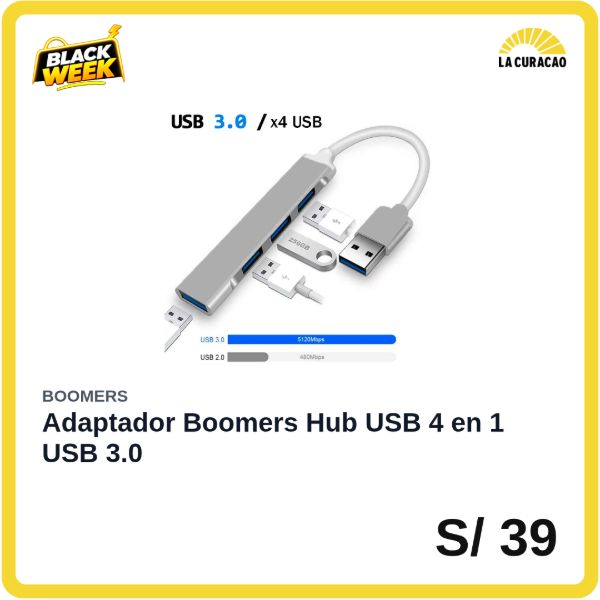 BLACK
WEEK
LA CURACAO
USB 3.0 / x4 USB
256GB
USB 3.0 5120Mbps
USB 2.0 480Mbps
BOOMERS
Adaptador Boomers Hub USB 4 en 1
USB 3.0
S/ 39